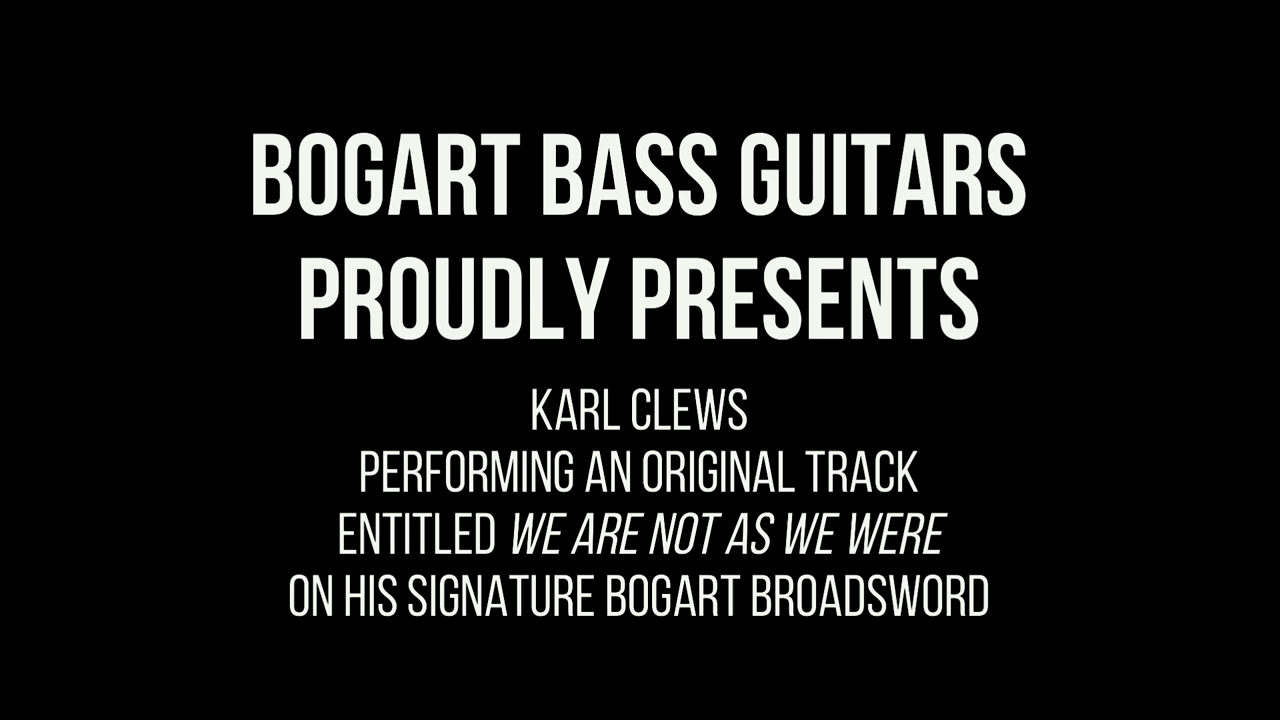 BOGART BASS GUITARS
PROUDLY PRESENTS
KARL CLEWS
PERFORMING AN ORIGINAL TRACK
ENTITLED WE ARE NOT AS WE WERE
ON HIS SIGNATURE BOGART BROADSWORD